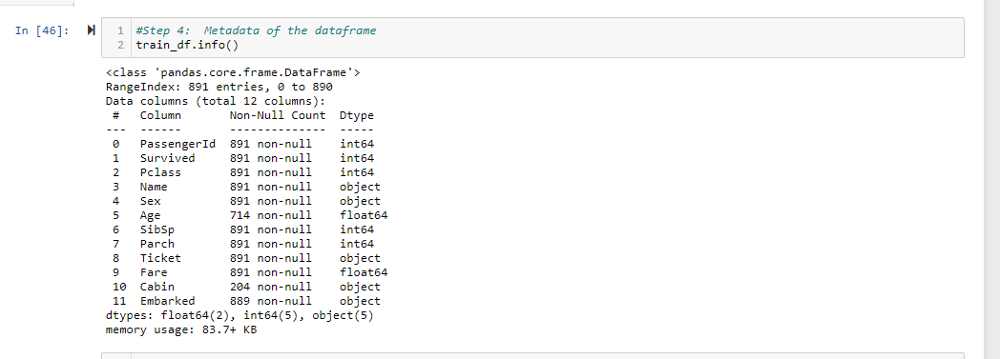 In [46]:
1 #Step 4:  Metadata of the dataframe
2 train_df.info()
<class 'pandas.core.frame.DataFrame'>
RangeIndex: 891 entries, 0 to 890
Data columns (total 12 columns):
 #   Column       Non-Null Count  Dtype
---  ------       --------------  -----
 0   PassengerId  891 non-null    int64
 1   Survived     891 non-null    int64
 2   Pclass       891 non-null    int64
 3   Name         891 non-null    object
 4   Sex          891 non-null    object
 5   Age          714 non-null    float64
 6   SibSp        891 non-null    int64
 7   Parch        891 non-null    int64
 8   Ticket       891 non-null    object
 9   Fare         891 non-null    float64
 10  Cabin        204 non-null    object
 11  Embarked     889 non-null    object
dtypes: float64(2), int64(5), object(5)
memory usage: 83.7+ KB